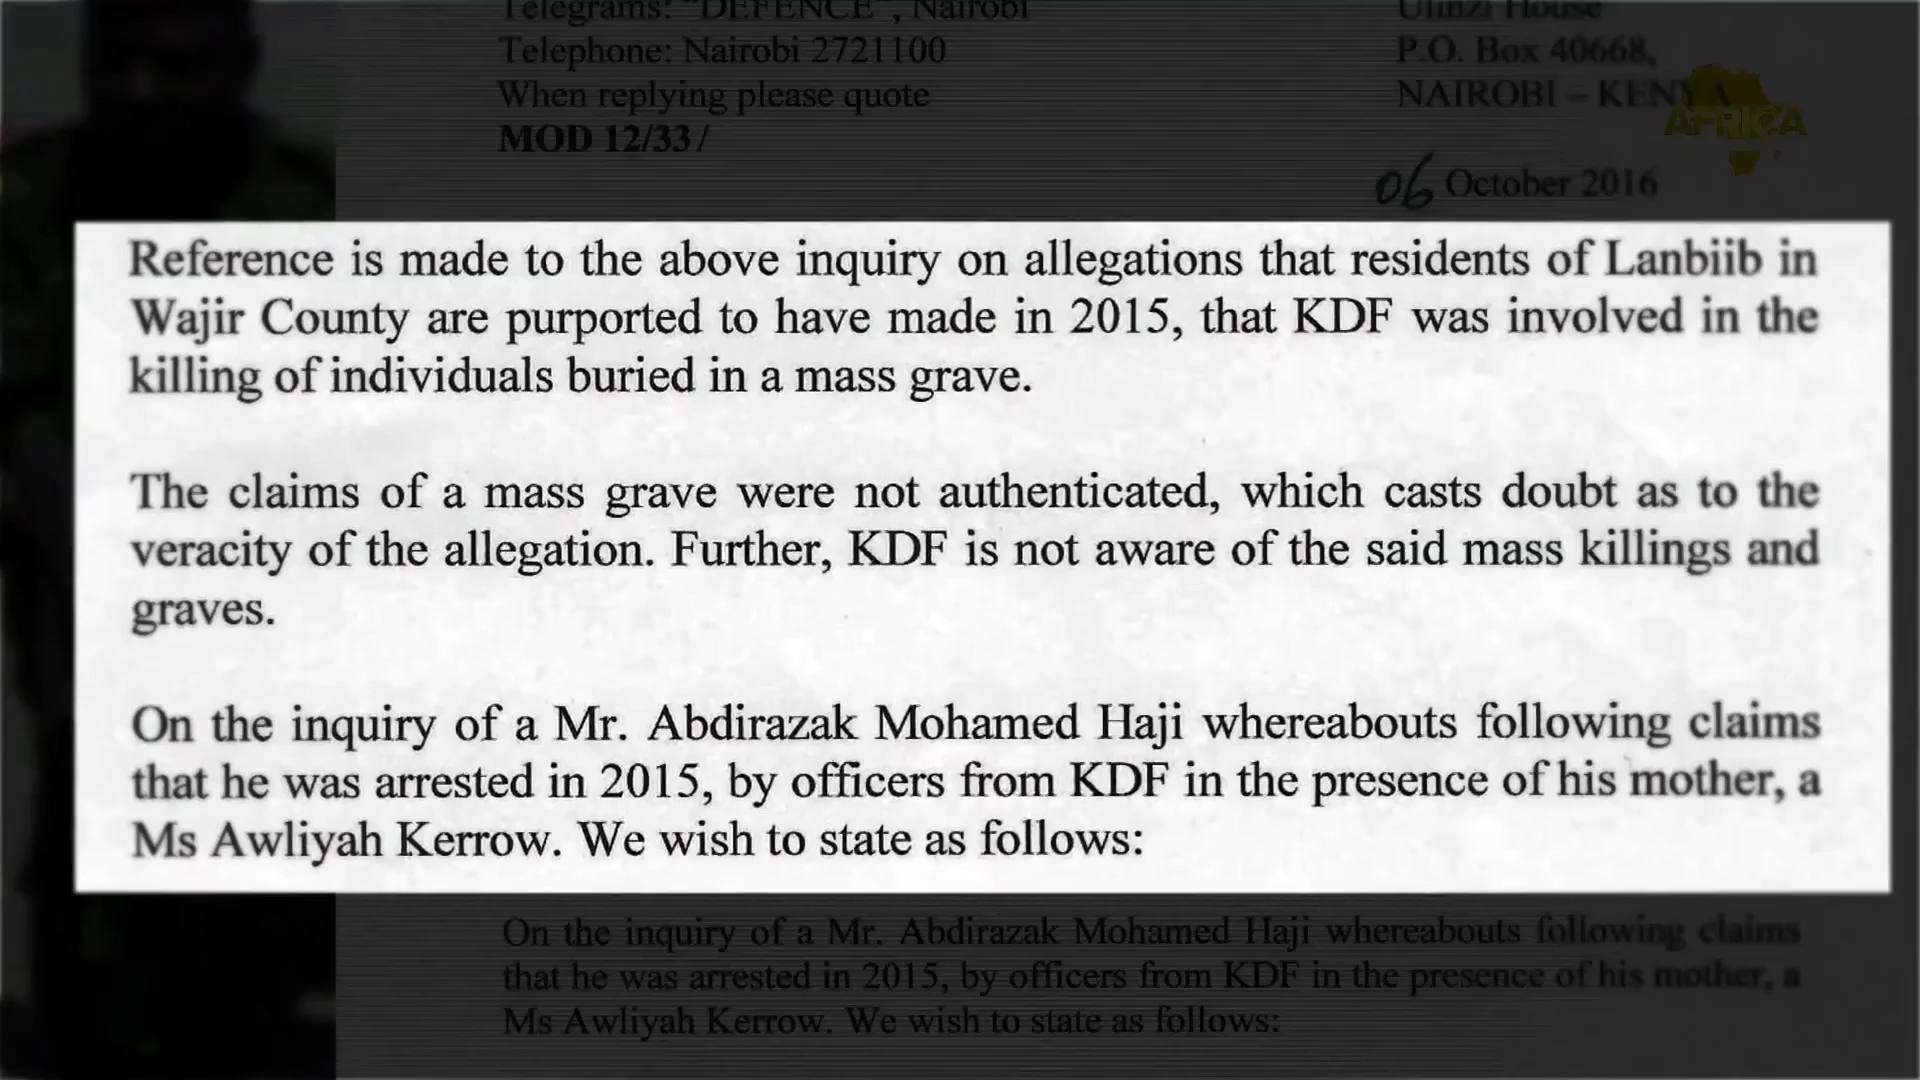 Telegrams: "DEFENCE", Nairobi
Ulinzi House
Telephone: Nairobi 2721100
P.O. Box 40668,
When replying please quote
NAIROBI – KENYA
MOD 12/33/
AFRICA
06 October 2016
Reference is made to the above inquiry on allegations that residents of Lanbiib in
Wajir County are purported to have made in 2015, that KDF was involved in the
killing of individuals buried in a mass grave.
The claims of a mass grave were not authenticated, which casts doubt as to the
veracity of the allegation. Further, KDF is not aware of the said mass killings and
graves.
On the inquiry of a Mr. Abdirazak Mohamed Haji whereabouts following claims
that he was arrested in 2015, by officers from KDF in the presence of his mother, a
Ms Awliyah Kerrow. We wish to state as follows:
On the inquiry of a Mr. Abdirazak Mohamed Haji whereabouts following claims
that he was arrested in 2015, by officers from KDF in the presence of his mother, a
Ms Awliyah Kerrow. We wish to state as follows: